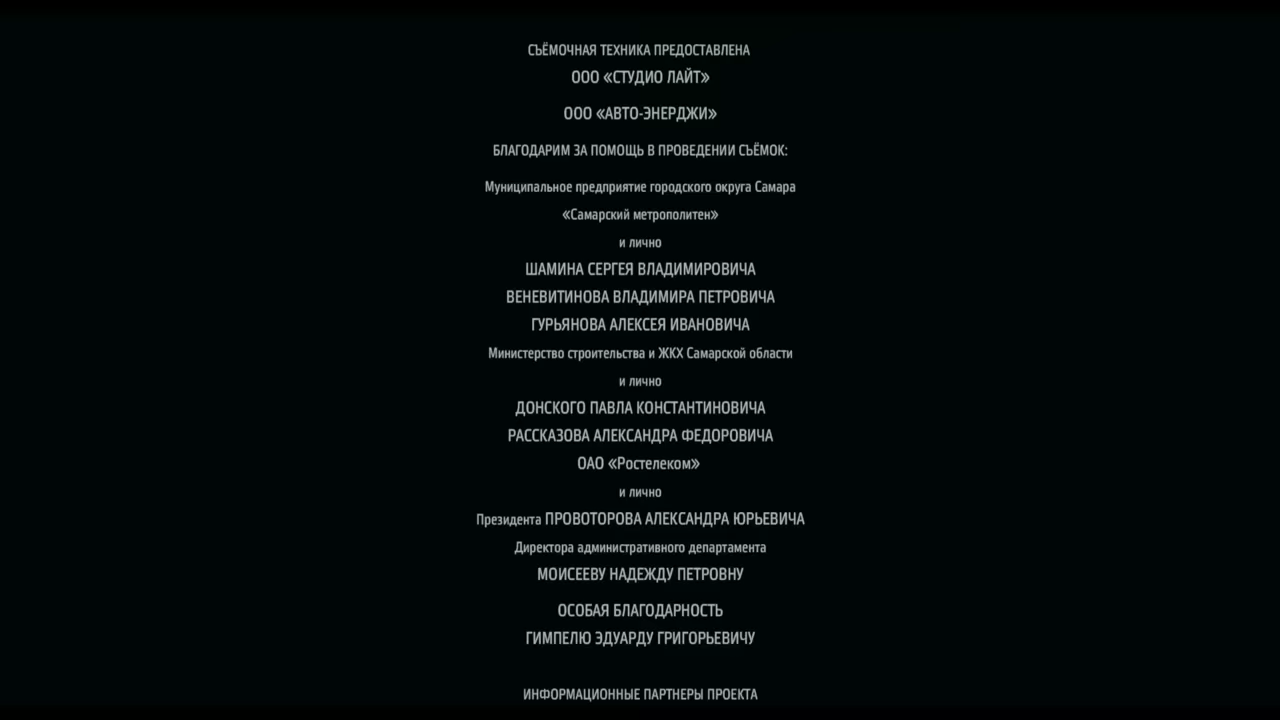 СЪЁМОЧНАЯ ТЕХНИКА ПРЕДОСТАВЛЕНА
ООО «СТУДИО ЛАЙТ»
ООО «АВТО-ЭНЕРДЖИ»
БЛАГОДАРИМ ЗА ПОМОЩЬ В ПРОВЕДЕНИИ СЪЁМОК:
Муниципальное предприятие городского округа Самара
«Самарский метрополитен»
и лично
ШАМИНА СЕРГЕЯ ВЛАДИМИРОВИЧА
ВЕНЕВИТИНОВА ВЛАДИМИРА ПЕТРОВИЧА
ГУРЬЯНОВА АЛЕКСЕЯ ИВАНОВИЧА
Министерство строительства и ЖКХ Самарской области
и лично
ДОНСКОГО ПАВЛА КОНСТАНТИНОВИЧА
РАССКАЗОВА АЛЕКСАНДРА ФЕДОРОВИЧА
ОАО «Ростелеком»
и лично
Президента ПРОВОТОРОВА АЛЕКСАНДРА ЮРЬЕВИЧА
Директора административного департамента
МОИСЕЕВУ НАДЕЖДУ ПЕТРОВНУ
ОСОБАЯ БЛАГОДАРНОСТЬ
ГИМПЕЛЮ ЭДУАРДУ ГРИГОРЬЕВИЧУ
ИНФОРМАЦИОННЫЕ ПАРТНЕРЫ ПРОЕКТА